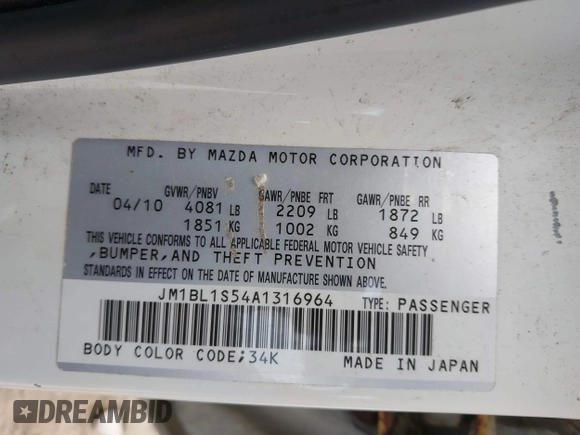 MFD. BY MAZDA MOTOR CORPORATION
DATE GVWR/PNBV GAWR/PNBE FRT GAWR/PNBE RR
04/10 4081 LB 2209 LB 1872 LB
1851 KG 1002 KG 849 KG
THIS VEHICLE CONFORMS TO ALL APPLICABLE FEDERAL MOTOR VEHICLE SAFETY
,BUMPER,AND THEFT PREVENTION
STANDARDS IN EFFECT ON THE DATE OF MANUFACTURE SHOWN ABOVE.
JM1BL1S54A1316964 TYPE: PASSENGER
BODY COLOR CODE;34K MADE IN JAPAN
DREAMBID